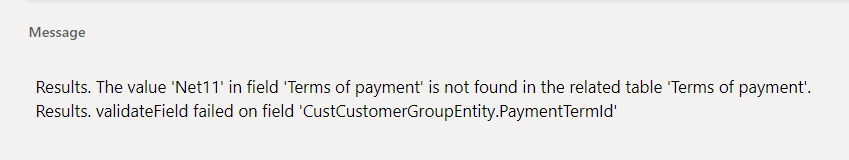 Message
Results. The value 'Net11' in field 'Terms of payment' is not found in the related table 'Terms of payment'.
Results. validateField failed on field 'CustCustomerGroupEntity.PaymentTermId'